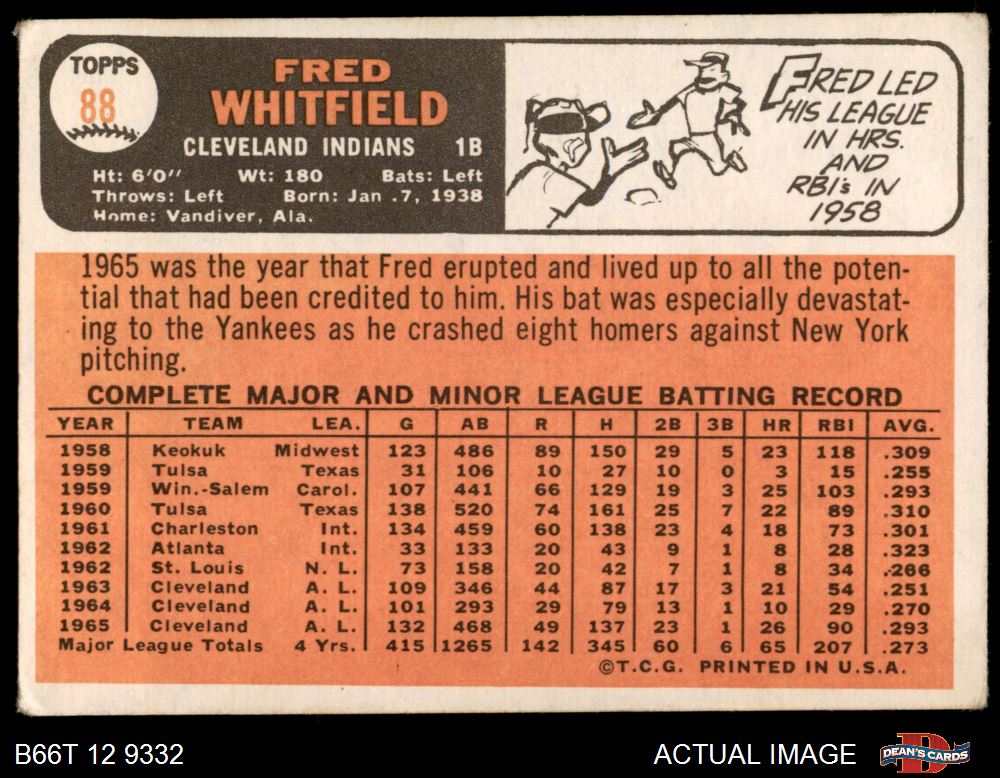 TOPPS
88
FRED
WHITFIELD
CLEVELAND INDIANS 1B
Ht: 6'0" Wt: 180 Bats: Left
Throws: Left Born: Jan .7, 1938
Home: Vandiver, Ala.
FRED LED
HIS LEAGUE
IN HRS.
AND
RBI's IN
1958
1965 was the year that Fred erupted and lived up to all the poten-
tial that had been credited to him. His bat was especially devastat-
ing to the Yankees as he crashed eight homers against New York
pitching.
COMPLETE MAJOR AND MINOR LEAGUE BATTING RECORD
YEAR TEAM LEA. G AB R H 2B 3B HR RBI AVG.
1958 Keokuk Midwest 123 486 89 150 29 5 23 118 .309
1959 Tulsa Texas 31 106 10 27 10 0 3 15 .255
1959 Win.-Salem Carol. 107 441 66 129 19 3 25 103 .293
1960 Tulsa Texas 138 520 74 161 25 7 22 89 .310
1961 Charleston Int. 134 459 60 138 23 4 18 73 .301
1962 Atlanta Int. 33 133 20 43 9 1 8 28 .323
1962 St. Louis N. L. 73 158 20 42 7 1 8 34 .266
1963 Cleveland A. L. 109 346 44 87 17 3 21 54 .251
1964 Cleveland A. L. 101 293 29 79 13 1 10 29 .270
1965 Cleveland A. L. 132 468 49 137 23 1 26 90 .293
Major League Totals 4 Yrs. 415 1265 142 345 60 6 65 207 .273
©T.C.G. PRINTED IN U.S.A.
B66T 12 9332
ACTUAL IMAGE
DEAN'S CARDS